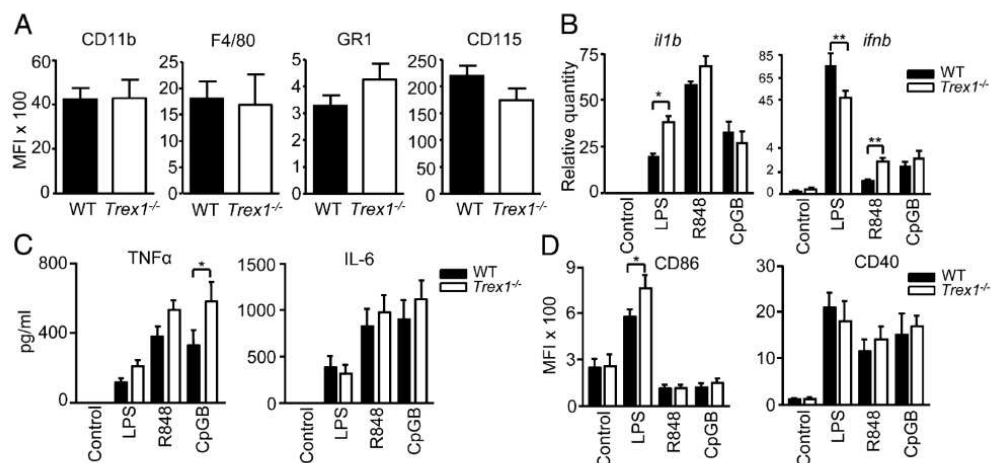 A
CD11b
F4/80
GR1
CD115
MFI x 100
60
40
20
0
25
20
15
10
5
0
5
4
3
2
1
0
250
200
150
100
50
0
WT Trex1-/-
WT Trex1-/-
WT Trex1-/-
WT Trex1-/-
B
il1b
ifnb
Relative quantity
75
50
25
0
*
85
65
45
4
2
0
**
**
WT
Trex1-/-
Control
LPS
R848
CpGB
Control
LPS
R848
CpGB
C
TNFα
IL-6
pg/ml
800
400
0
*
1500
1000
500
0
WT
Trex1-/-
Control
LPS
R848
CpGB
Control
LPS
R848
CpGB
D
CD86
CD40
MFI x 100
9
6
3
0
*
30
20
10
0
WT
Trex1-/-
Control
LPS
R848
CpGB
Control
LPS
R848
CpGB